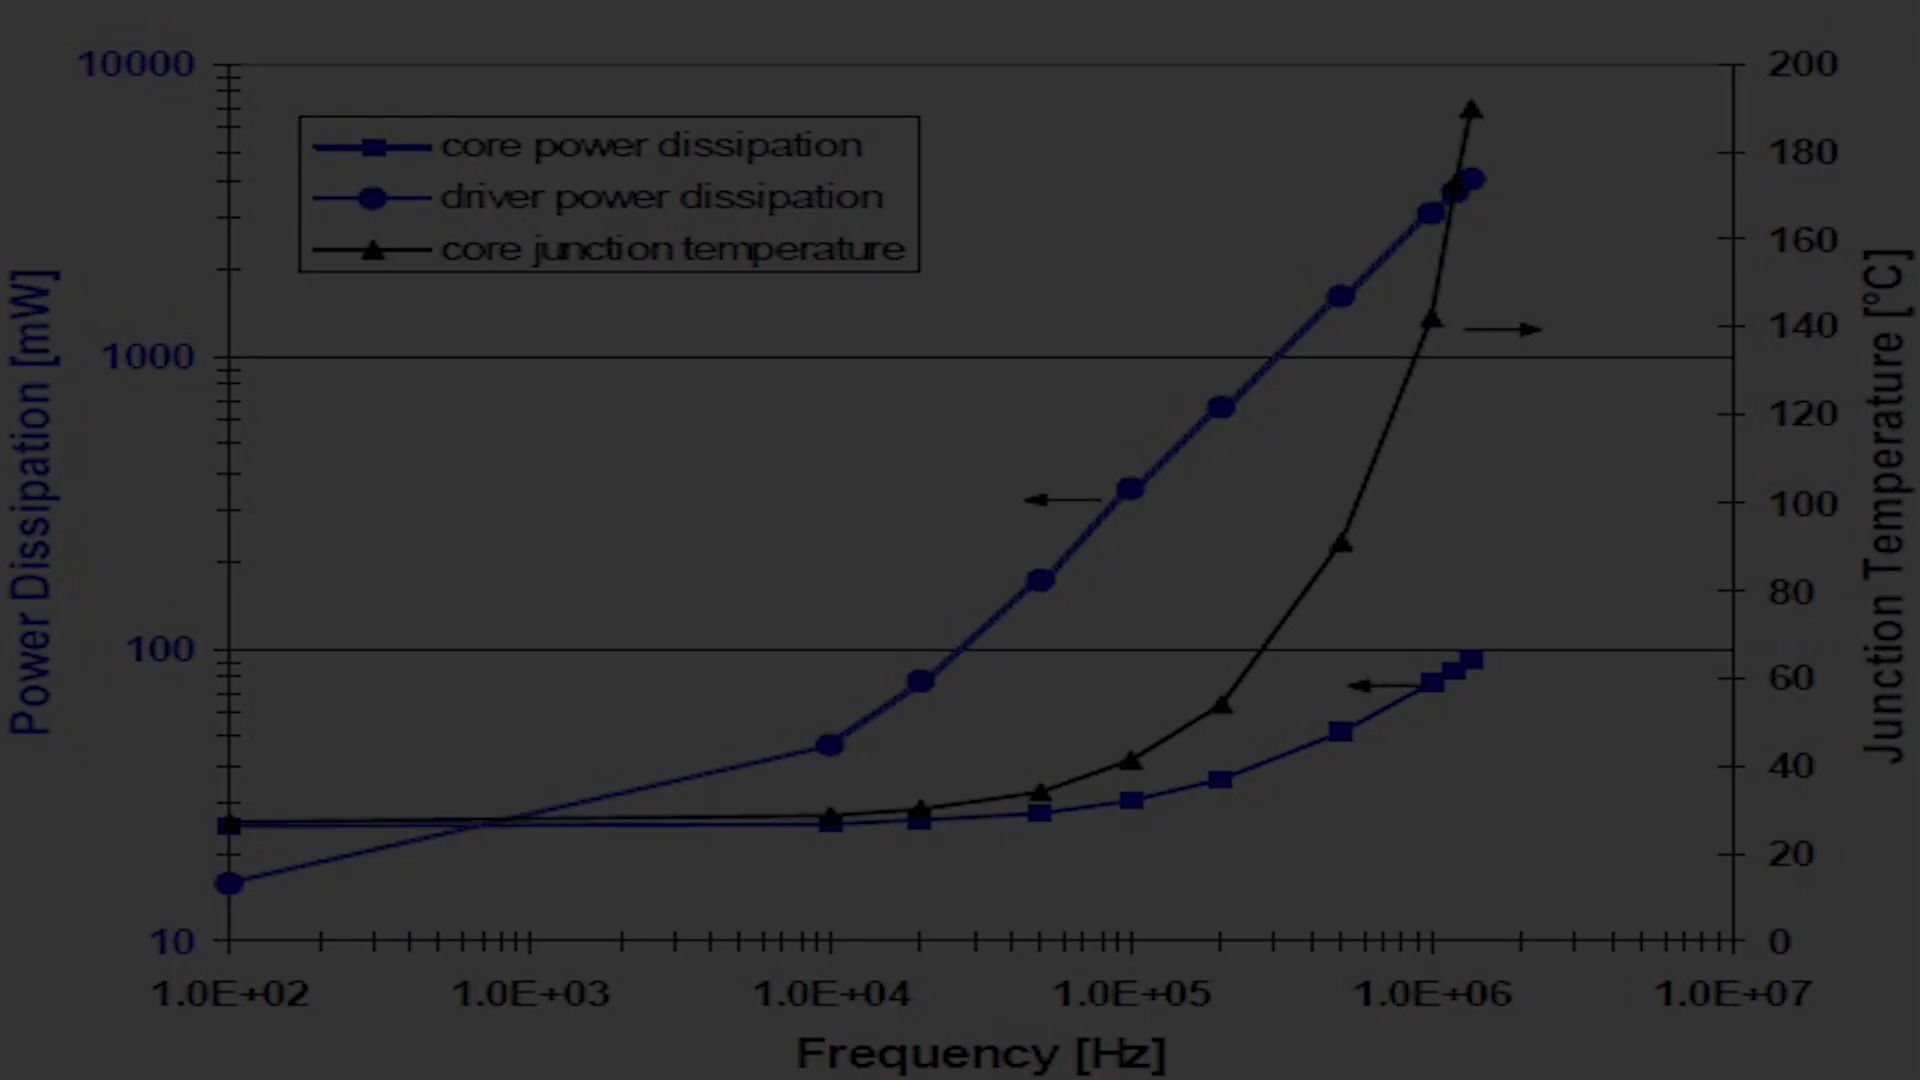 10000
1000
100
10
Power Dissipation [mW]
core power dissipation
driver power dissipation
core junction temperature
200
180
160
140
120
100
80
60
40
20
0
Junction Temperature [°C]
1.0E+02 1.0E+03 1.0E+04 1.0E+05 1.0E+06 1.0E+07
Frequency [Hz]